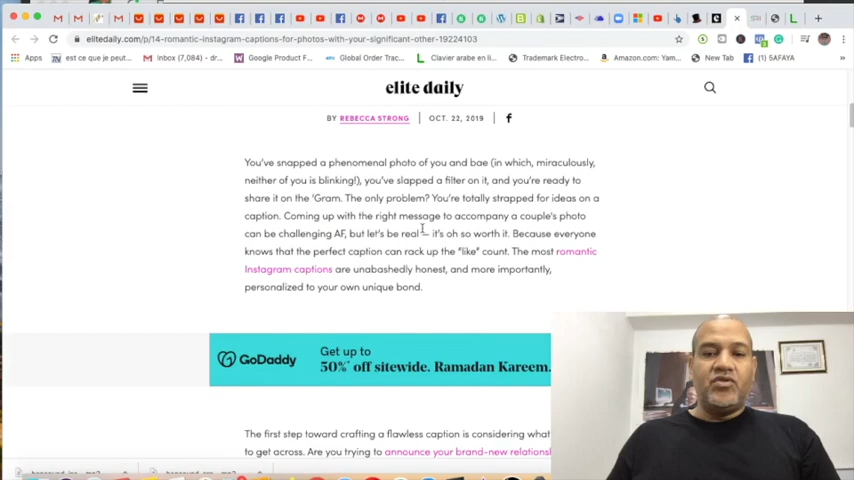 elitedaily.com/p/14-romantic-instagram-captions-for-photos-with-your-significant-other-19224103
Apps
est ce que je peut...
Inbox (7,084) - dr...
Google Product F...
Global Order Trac...
Clavier arabe en li...
Trademark Electron...
Amazon.com: Yam...
New Tab
(1) 5AFAYA
elite daily
BY REBECCA STRONG
OCT. 22, 2019
You've snapped a phenomenal photo of you and bae (in which, miraculously,
neither of you is blinking!), you've slapped a filter on it, and you're ready to
share it on the 'Gram. The only problem? You're totally strapped for ideas on a
caption. Coming up with the right message to accompany a couple's photo
can be challenging AF, but let's be real — it's oh so worth it. Because everyone
knows that the perfect caption can rack up the "like" count. The most romantic
Instagram captions are unabashedly honest, and more importantly,
personalized to your own unique bond.
GoDaddy
Get up to
50%* off sitewide. Ramadan Kareem.
The first step toward crafting a flawless caption is considering what
to get across. Are you trying to announce your brand-new relations